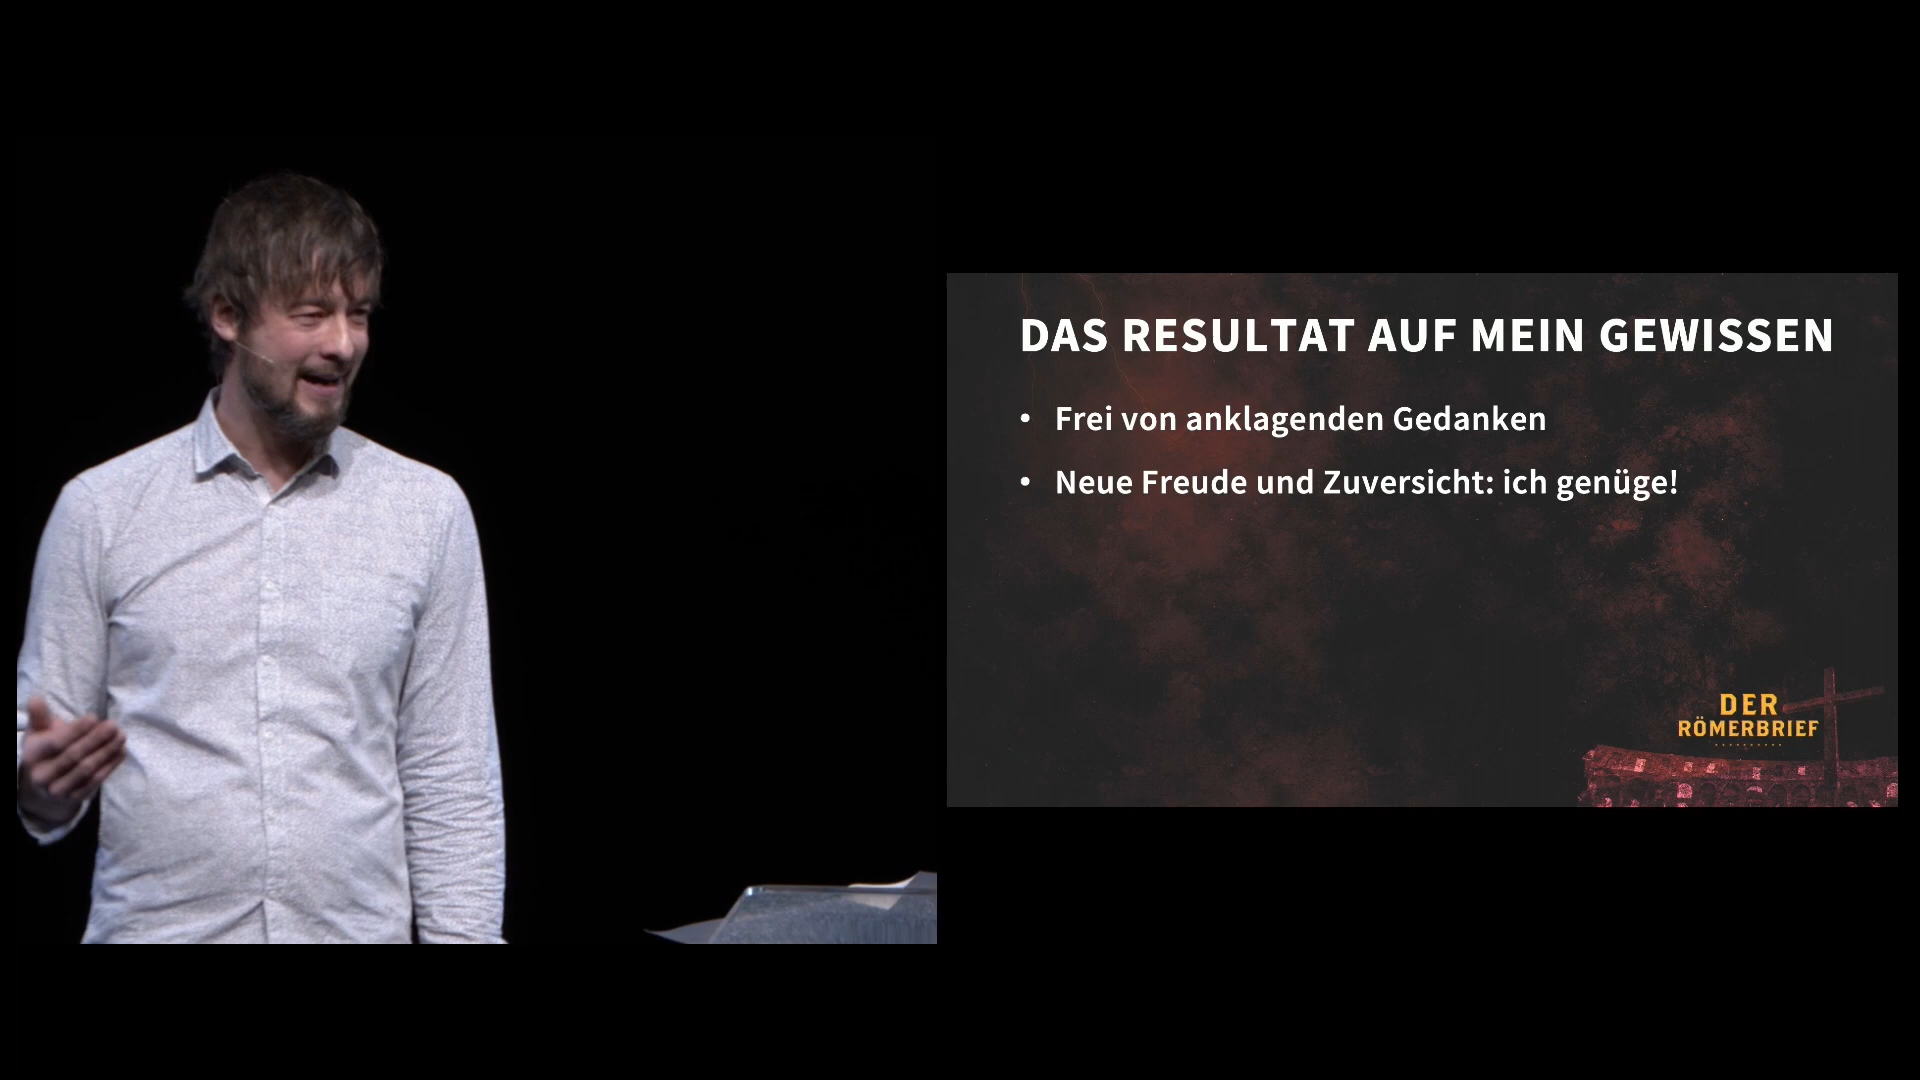 DAS RESULTAT AUF MEIN GEWISSEN
• Frei von anklagenden Gedanken
• Neue Freude und Zuversicht: ich genüge!
DER
RÖMERBRIEF